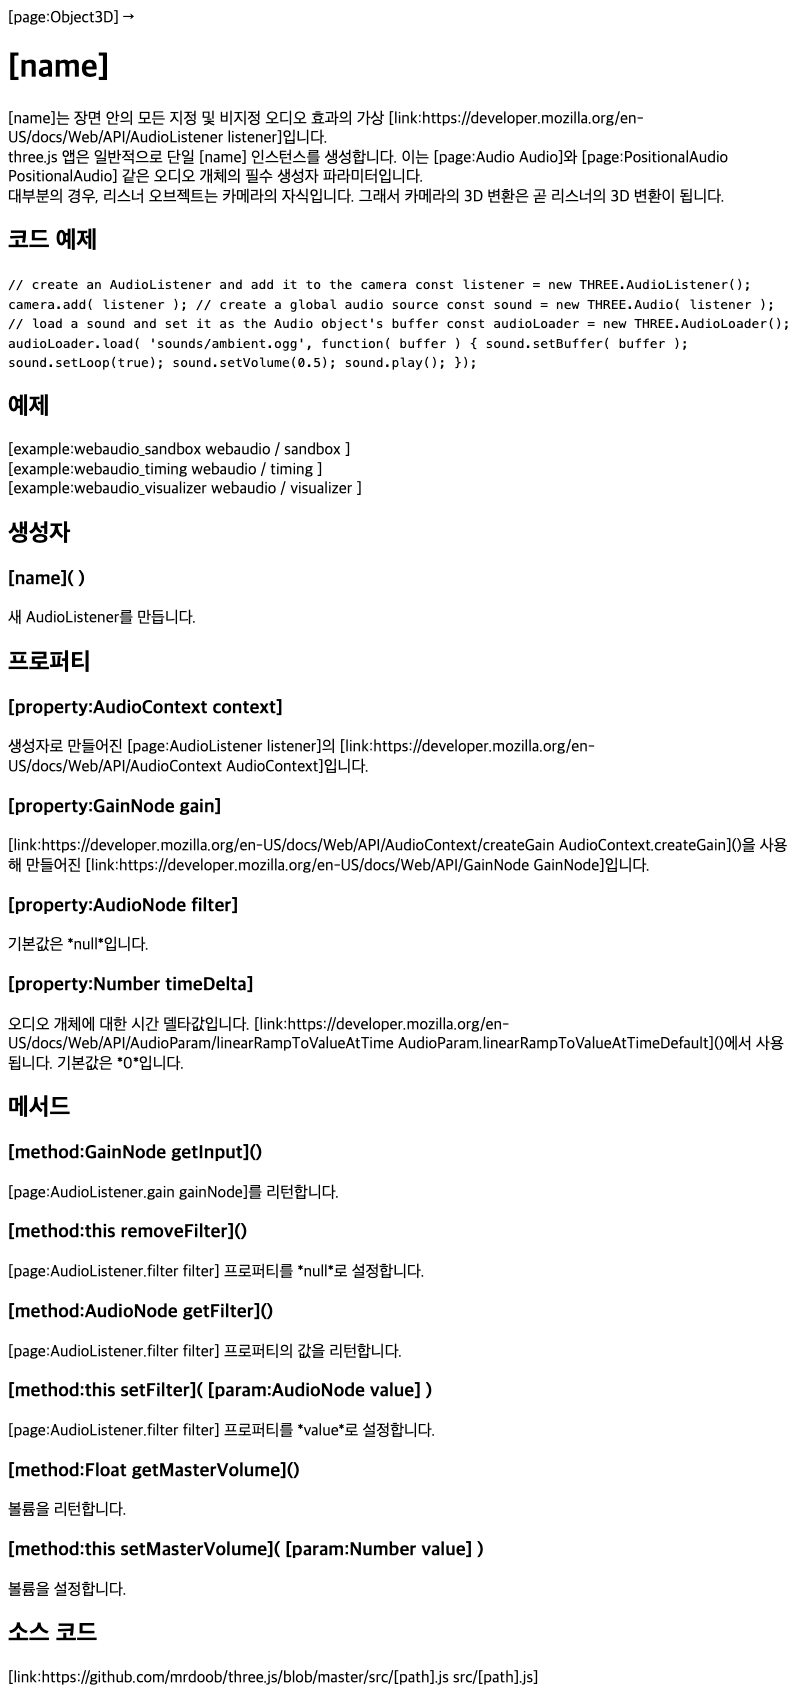 [page:Object3D] →
[name]
[name]는 장면 안의 모든 지정 및 비지정 오디오 효과의 가상 [link:https://developer.mozilla.org/en-
US/docs/Web/API/AudioListener listener]입니다.
three.js 앱은 일반적으로 단일 [name] 인스턴스를 생성합니다. 이는 [page:Audio Audio]와 [page:PositionalAudio
PositionalAudio] 같은 오디오 개체의 필수 생성자 파라미터입니다.
대부분의 경우, 리스너 오브젝트는 카메라의 자식입니다. 그래서 카메라의 3D 변환은 곧 리스너의 3D 변환이 됩니다.
코드 예제
// create an AudioListener and add it to the camera const listener = new THREE.AudioListener();
camera.add( listener ); // create a global audio source const sound = new THREE.Audio( listener );
// load a sound and set it as the Audio object's buffer const audioLoader = new THREE.AudioLoader();
audioLoader.load( 'sounds/ambient.ogg', function( buffer ) { sound.setBuffer( buffer );
sound.setLoop(true); sound.setVolume(0.5); sound.play(); });
예제
[example:webaudio_sandbox webaudio / sandbox ]
[example:webaudio_timing webaudio / timing ]
[example:webaudio_visualizer webaudio / visualizer ]
생성자
[name]( )
새 AudioListener를 만듭니다.
프로퍼티
[property:AudioContext context]
생성자로 만들어진 [page:AudioListener listener]의 [link:https://developer.mozilla.org/en-
US/docs/Web/API/AudioContext AudioContext]입니다.
[property:GainNode gain]
[link:https://developer.mozilla.org/en-US/docs/Web/API/AudioContext/createGain AudioContext.createGain]()을 사용
해 만들어진 [link:https://developer.mozilla.org/en-US/docs/Web/API/GainNode GainNode]입니다.
[property:AudioNode filter]
기본값은 *null*입니다.
[property:Number timeDelta]
오디오 개체에 대한 시간 델타값입니다. [link:https://developer.mozilla.org/en-
US/docs/Web/API/AudioParam/linearRampToValueAtTime AudioParam.linearRampToValueAtTimeDefault]()에서 사용
됩니다. 기본값은 *0*입니다.
메서드
[method:GainNode getInput]()
[page:AudioListener.gain gainNode]를 리턴합니다.
[method:this removeFilter]()
[page:AudioListener.filter filter] 프로퍼티를 *null*로 설정합니다.
[method:AudioNode getFilter]()
[page:AudioListener.filter filter] 프로퍼티의 값을 리턴합니다.
[method:this setFilter]( [param:AudioNode value] )
[page:AudioListener.filter filter] 프로퍼티를 *value*로 설정합니다.
[method:Float getMasterVolume]()
볼륨을 리턴합니다.
[method:this setMasterVolume]( [param:Number value] )
볼륨을 설정합니다.
소스 코드
[link:https://github.com/mrdoob/three.js/blob/master/src/[path].js src/[path].js]